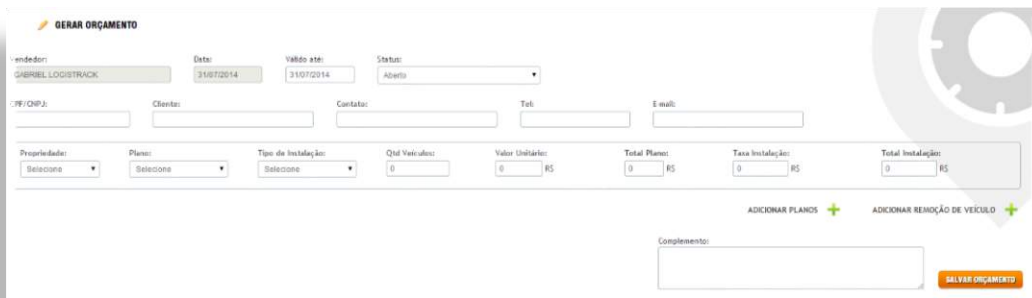 GERAR ORÇAMENTO
endedor: Data: Válido até: Status:
GABRIEL LOGISTRACK 31/07/2014 31/07/2014 Aberto
CPF/CNPJ: Cliente: Contato: Tel: E-mail:
Propriedade: Plano: Tipo de Instalação: Qtd Veículos: Valor Unitário: Total Plano: Taxa Instalação: Total Instalação:
Selecione Selecione Selecione 0 0 R$ 0 R$ 0 R$ 0 R$
ADICIONAR PLANOS ADICIONAR REMOÇÃO DE VEÍCULO
Complemento:
SALVAR ORÇAMENTO